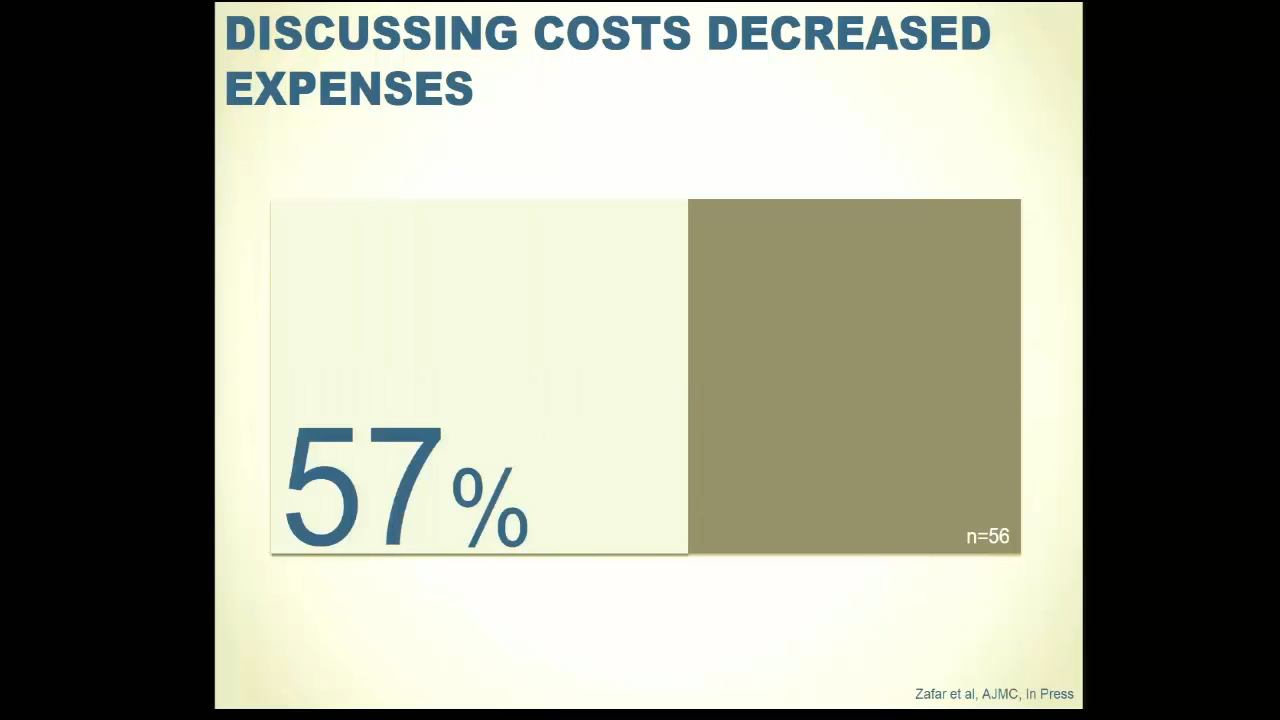 DISCUSSING COSTS DECREASED
EXPENSES
57%
n=56
Zafar et al, AJMC, In Press